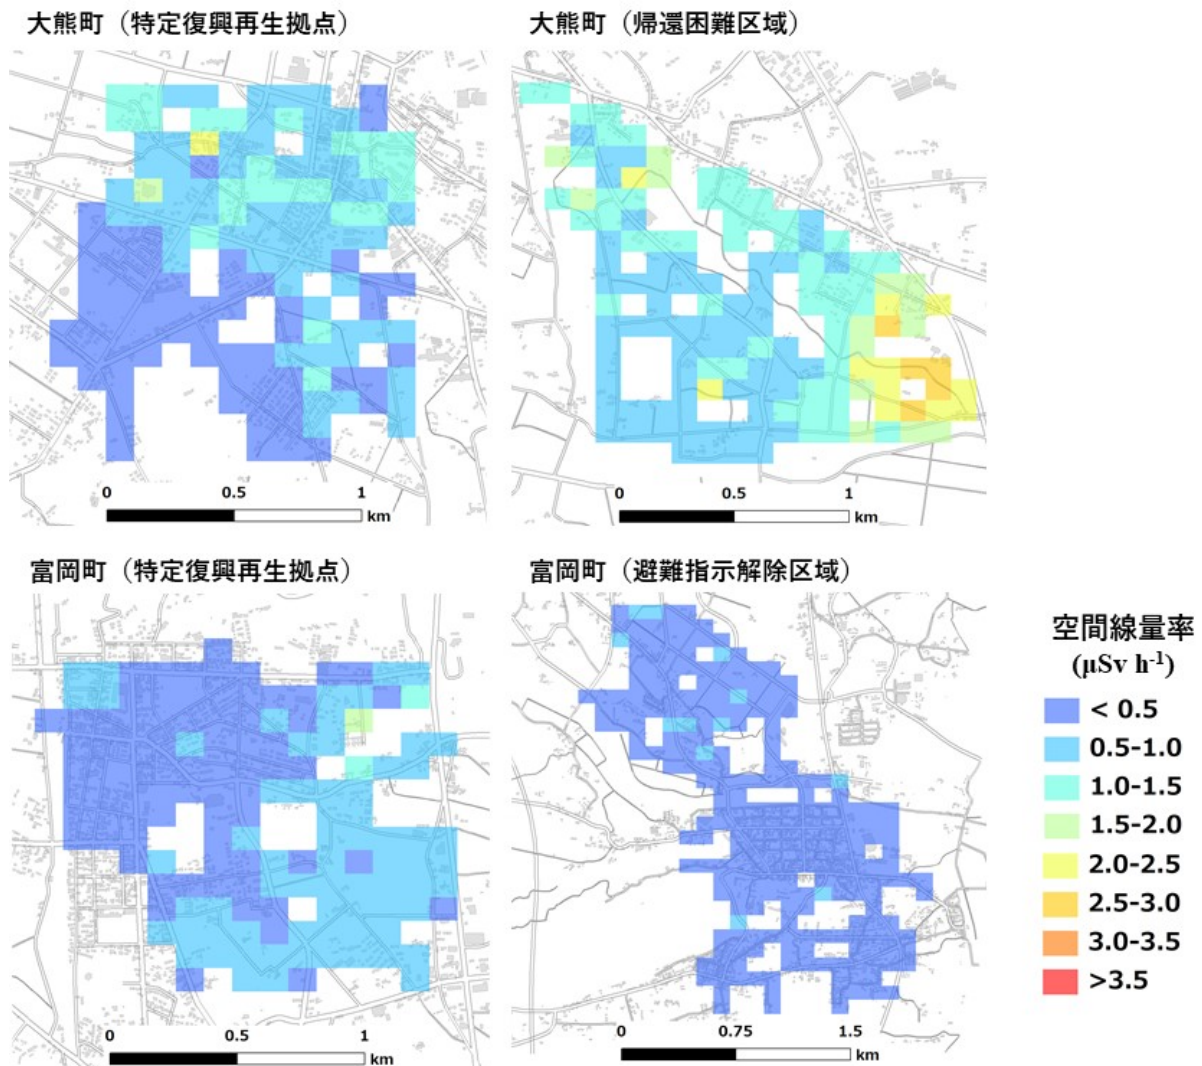 大熊町（特定復興再生拠点）
大熊町（帰還困難区域）
0 0.5 1 km
0 0.5 1 km
富岡町（特定復興再生拠点）
富岡町（避難指示解除区域）
0 0.5 1 km
0 0.75 1.5 km
空間線量率
(μSv h⁻¹)
< 0.5
0.5-1.0
1.0-1.5
1.5-2.0
2.0-2.5
2.5-3.0
3.0-3.5
>3.5